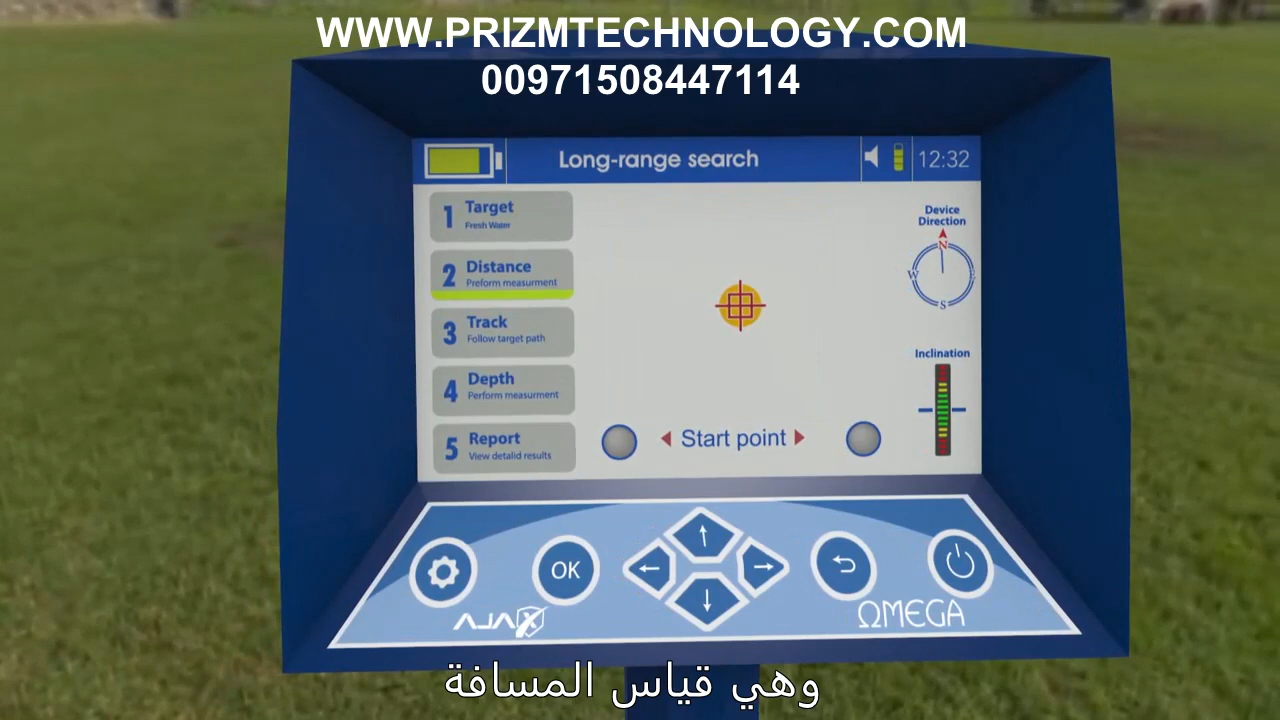 WWW.PRIZMTECHNOLOGY.COM
00971508447114
Long-range search
12:32
1 Target
Fresh Water
2 Distance
Preform measurment
3 Track
Follow target path
4 Depth
Perform measurment
5 Report
View detalid results
Start point
Device
Direction
N
W
S
Inclination
OK
AJAX
ΩMEGA
وهي قياس المسافة